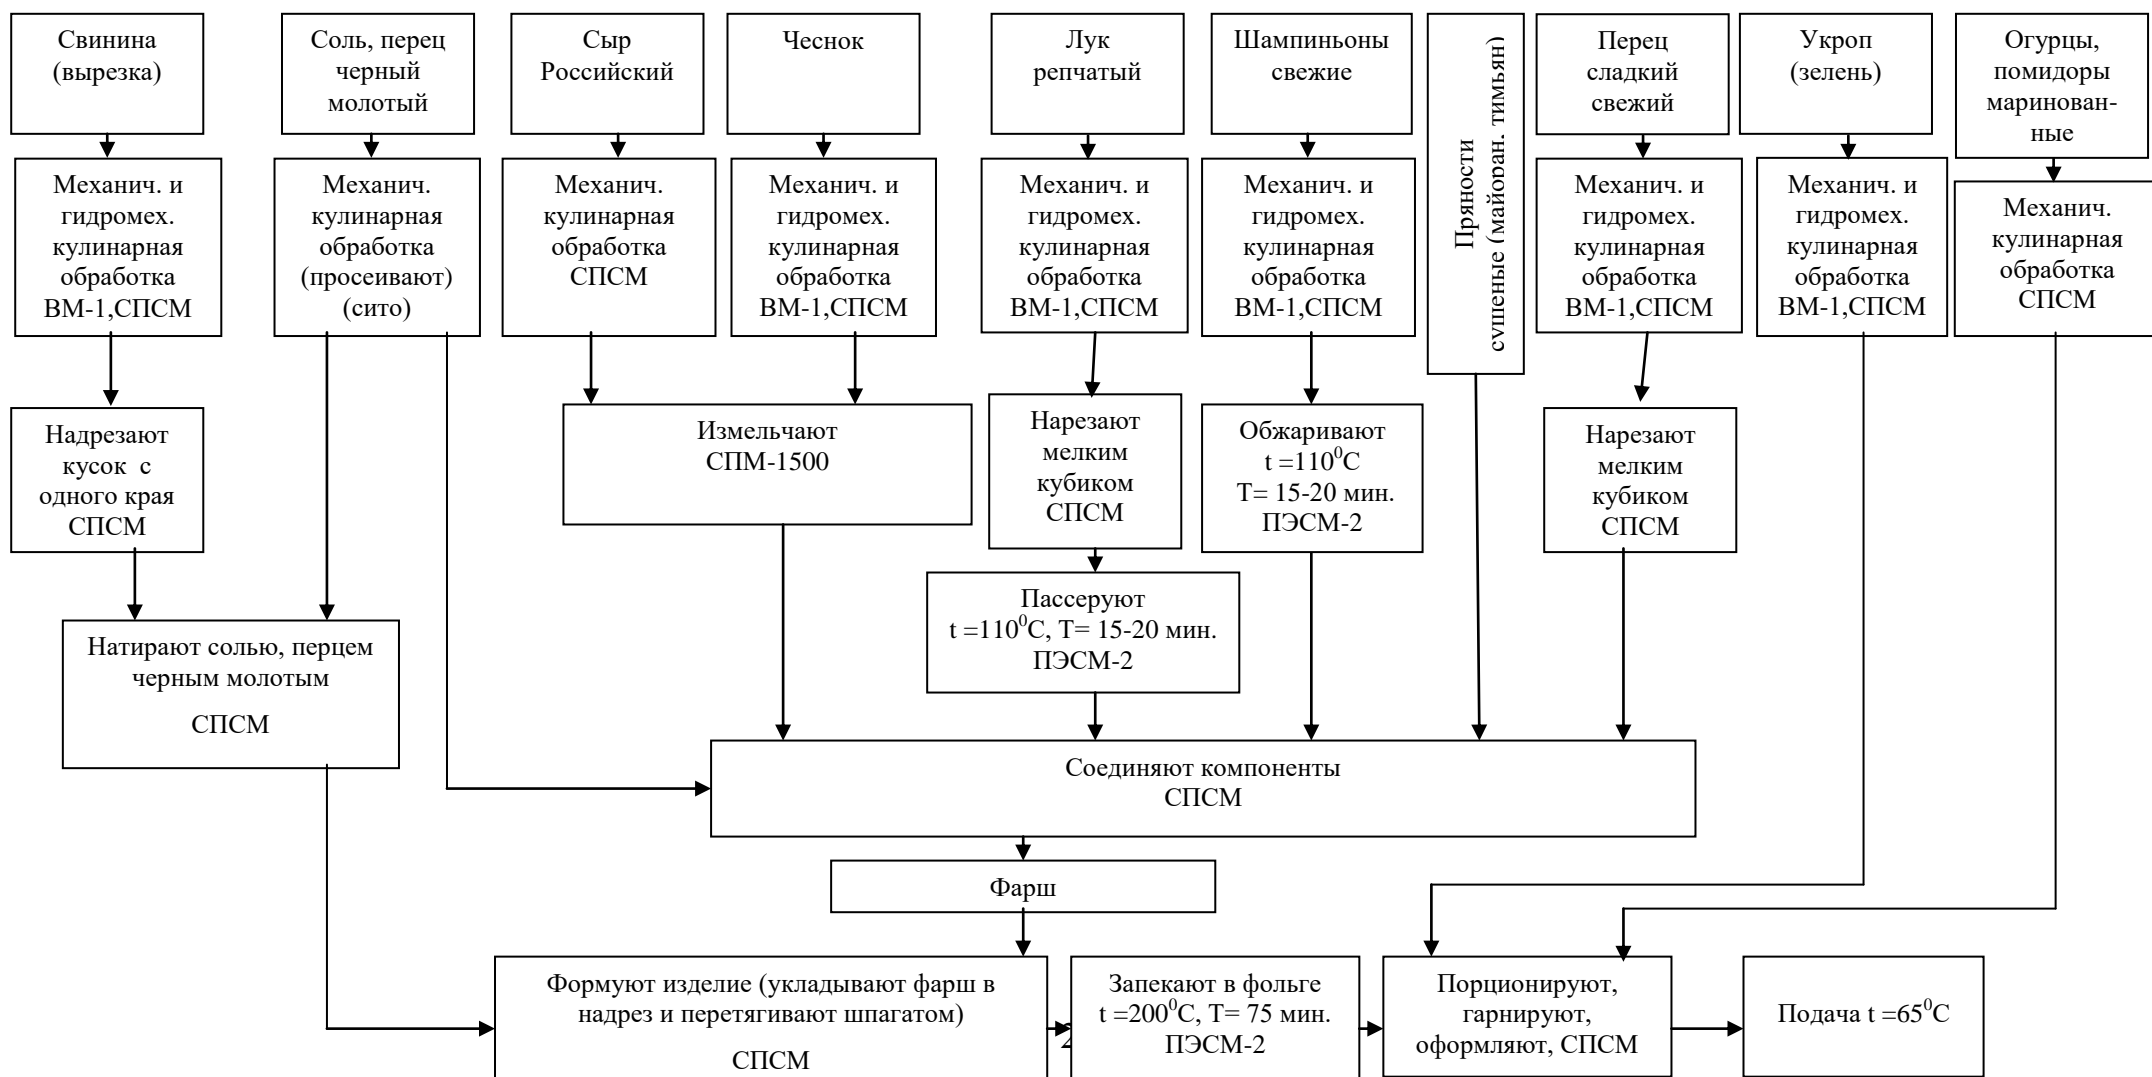 Свинина
(вырезка)
Соль, перец
черный
молотый
Сыр
Российский
Чеснок
Лук
репчатый
Шампиньоны
свежие
Пряности
сушеные (майоран, тимьян)
Перец
сладкий
свежий
Укроп
(зелень)
Огурцы,
помидоры
маринован-
ные
Механич. и
гидромех.
кулинарная
обработка
ВМ-1,СПСМ
Механич.
кулинарная
обработка
(просеивают)
(сито)
Механич.
кулинарная
обработка
СПСМ
Механич. и
гидромех.
кулинарная
обработка
ВМ-1,СПСМ
Механич. и
гидромех.
кулинарная
обработка
ВМ-1,СПСМ
Механич. и
гидромех.
кулинарная
обработка
ВМ-1,СПСМ
Механич. и
гидромех.
кулинарная
обработка
ВМ-1,СПСМ
Механич. и
гидромех.
кулинарная
обработка
ВМ-1,СПСМ
Механич.
кулинарная
обработка
СПСМ
Надрезают
кусок с
одного края
СПСМ
Измельчают
СПМ-1500
Нарезают
мелким
кубиком
СПСМ
Обжаривают
t =110⁰С
Т= 15-20 мин.
ПЭСМ-2
Нарезают
мелким
кубиком
СПСМ
Пассеруют
t =110⁰С, Т= 15-20 мин.
ПЭСМ-2
Натирают солью, перцем
черным молотым
СПСМ
Соединяют компоненты
СПСМ
Фарш
Формуют изделие (укладывают фарш в
надрез и перетягивают шпагатом)
СПСМ
Запекают в фольге
t =200⁰С, Т= 75 мин.
ПЭСМ-2
Порционируют,
гарнируют,
оформляют, СПСМ
Подача t =65⁰С